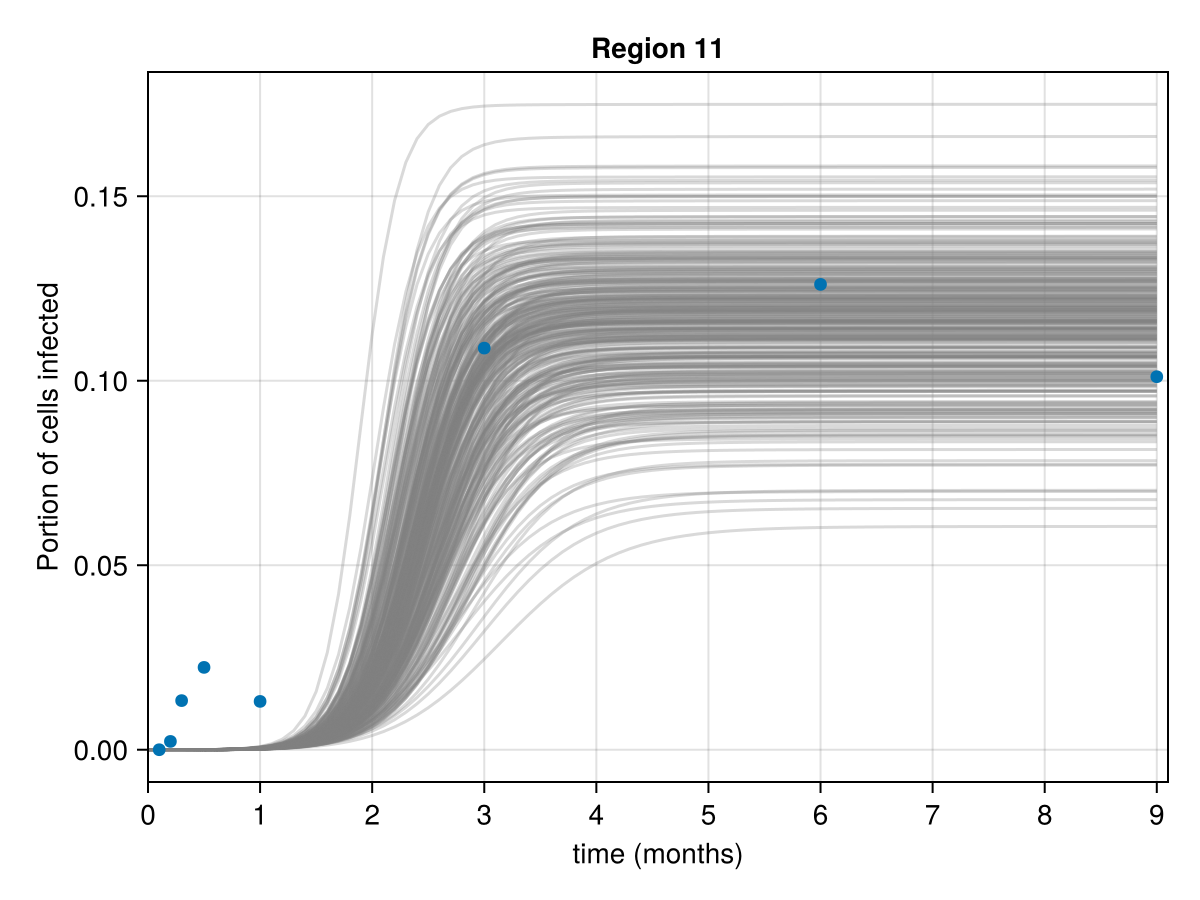 Region 11
Portion of cells infected
0.15
0.10
0.05
0.00
0 1 2 3 4 5 6 7 8 9
time (months)